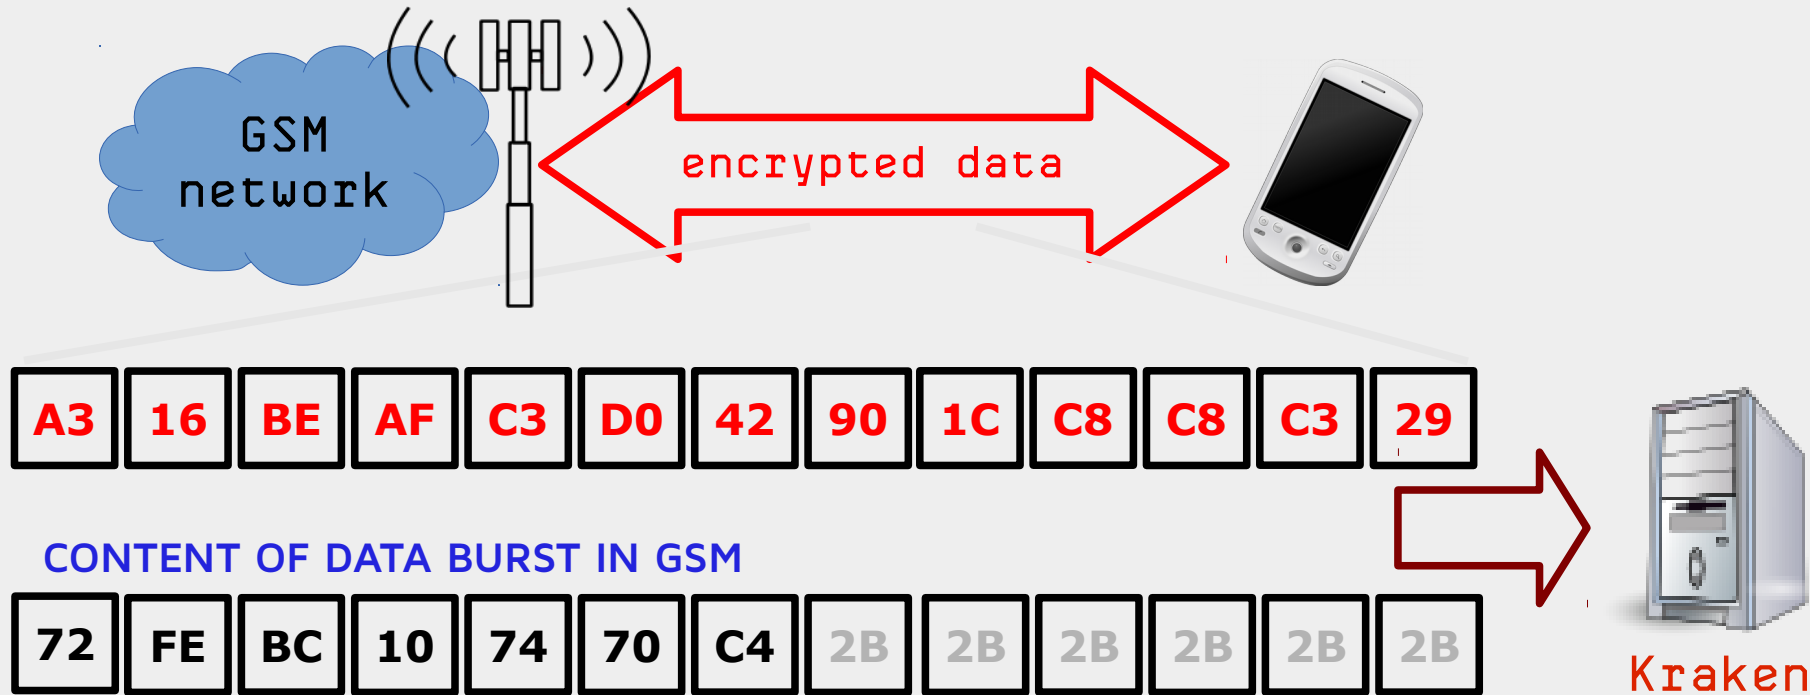 GSM
network
encrypted data
A3 16 BE AF C3 D0 42 90 1C C8 C8 C3 29
CONTENT OF DATA BURST IN GSM
72 FE BC 10 74 70 C4 2B 2B 2B 2B 2B 2B
Kraken